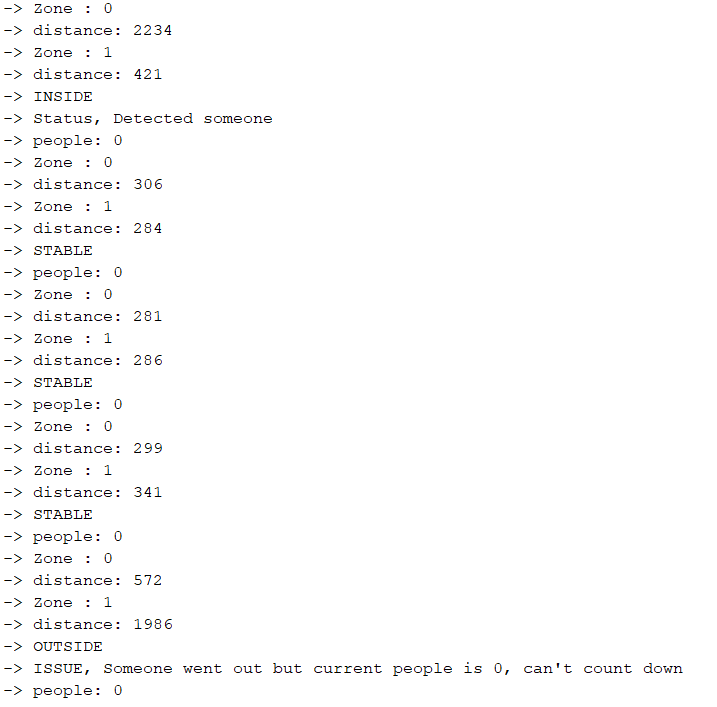 -> Zone : 0
-> distance: 2234
-> Zone : 1
-> distance: 421
-> INSIDE
-> Status, Detected someone
-> people: 0
-> Zone : 0
-> distance: 306
-> Zone : 1
-> distance: 284
-> STABLE
-> people: 0
-> Zone : 0
-> distance: 281
-> Zone : 1
-> distance: 286
-> STABLE
-> people: 0
-> Zone : 0
-> distance: 299
-> Zone : 1
-> distance: 341
-> STABLE
-> people: 0
-> Zone : 0
-> distance: 572
-> Zone : 1
-> distance: 1986
-> OUTSIDE
-> ISSUE, Someone went out but current people is 0, can't count down
-> people: 0